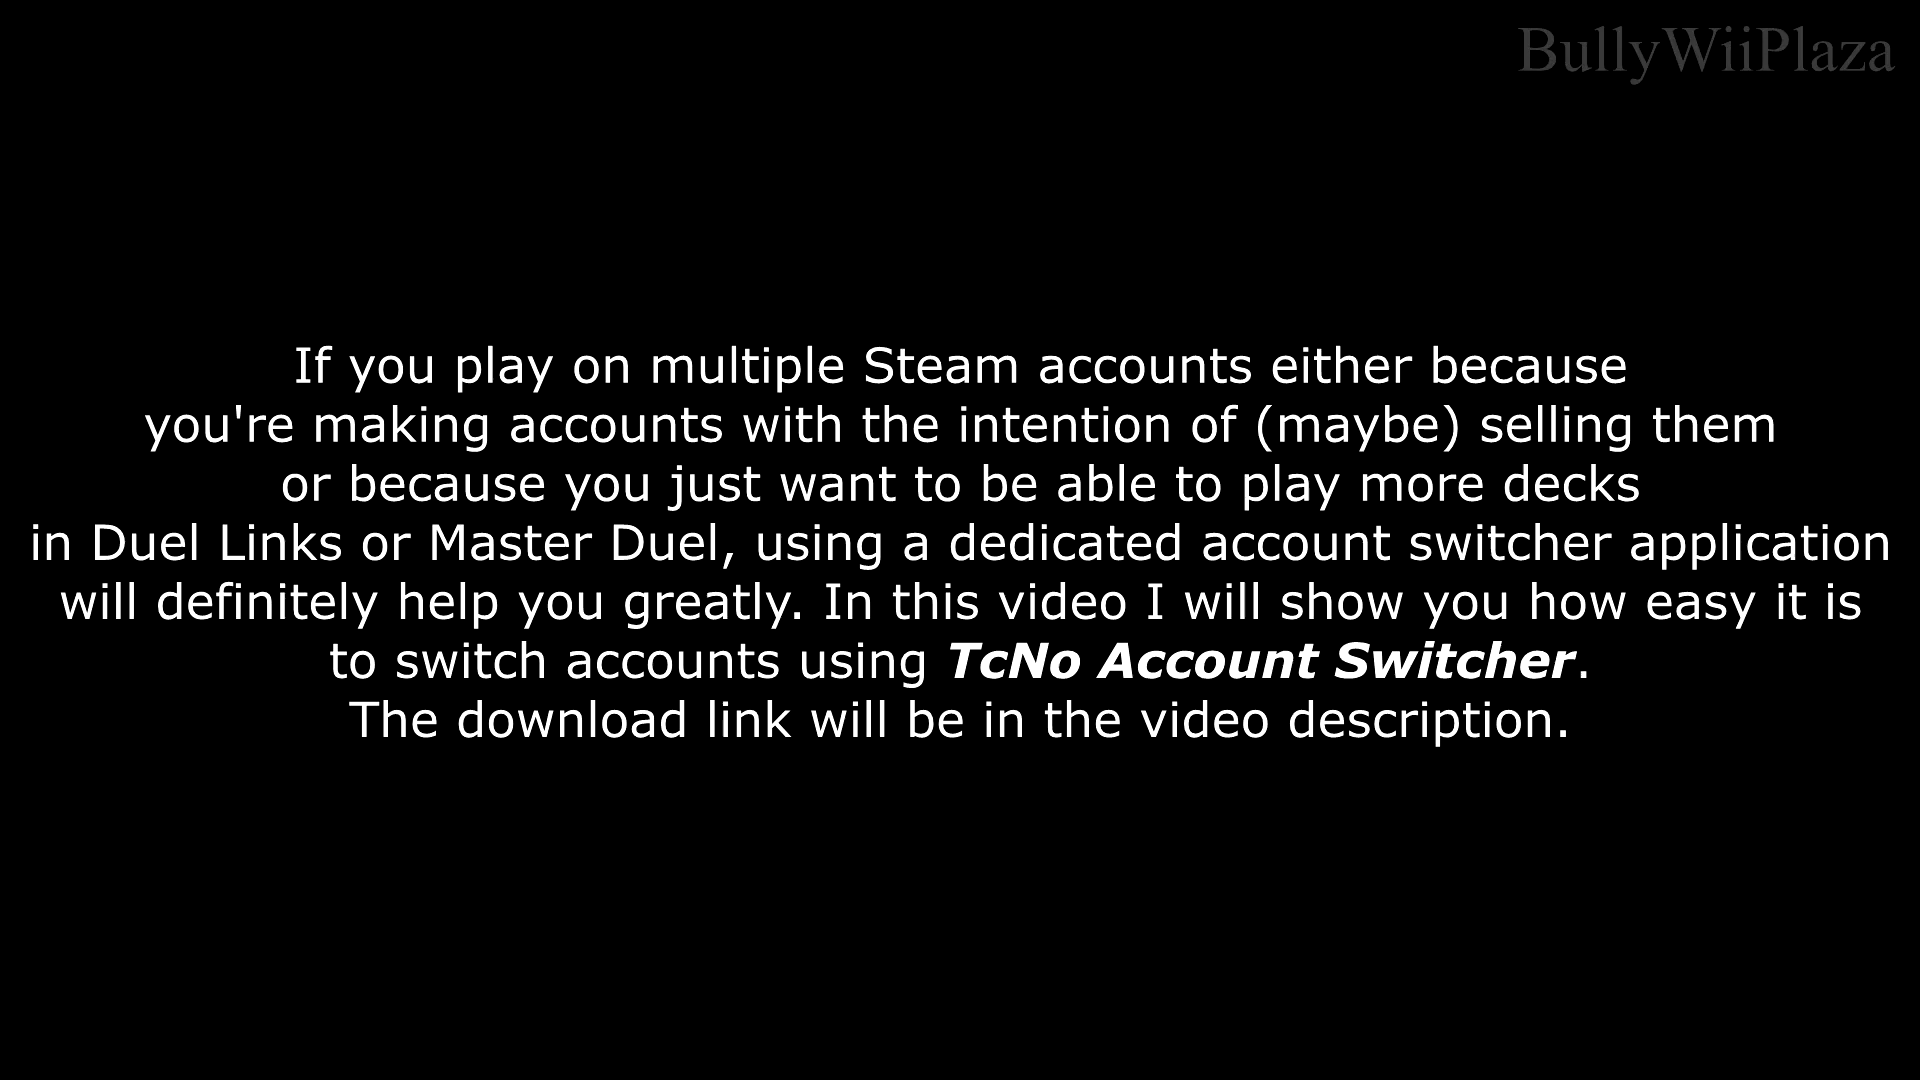 BullyWiiPlaza
If you play on multiple Steam accounts either because
you're making accounts with the intention of (maybe) selling them
or because you just want to be able to play more decks
in Duel Links or Master Duel, using a dedicated account switcher application
will definitely help you greatly. In this video I will show you how easy it is
to switch accounts using TcNo Account Switcher.
The download link will be in the video description.